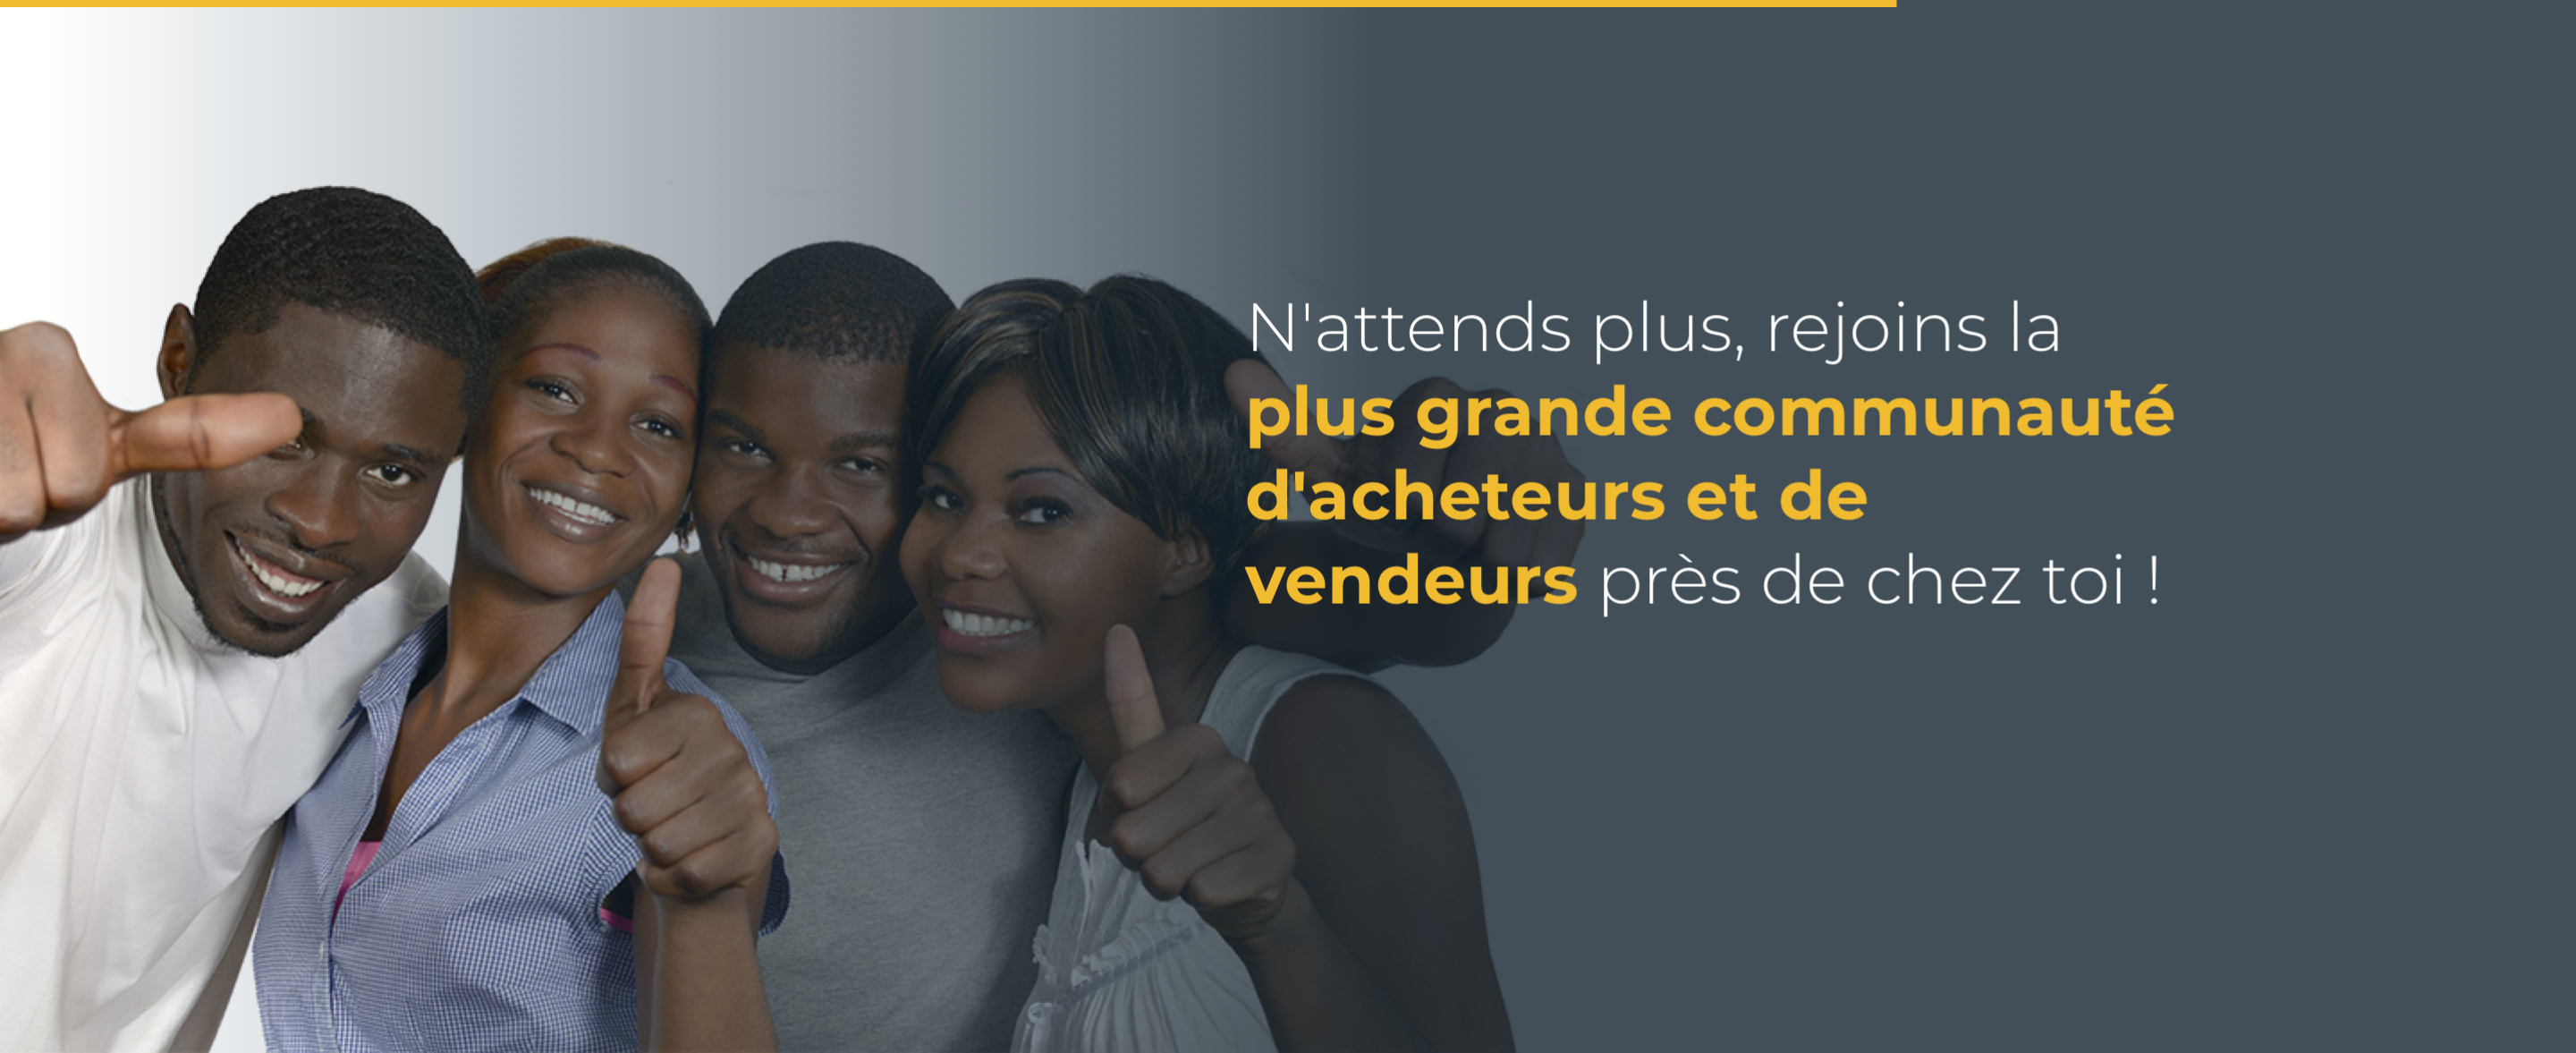 N'attends plus, rejoins la
plus grande communauté
d'acheteurs et de
vendeurs près de chez toi !